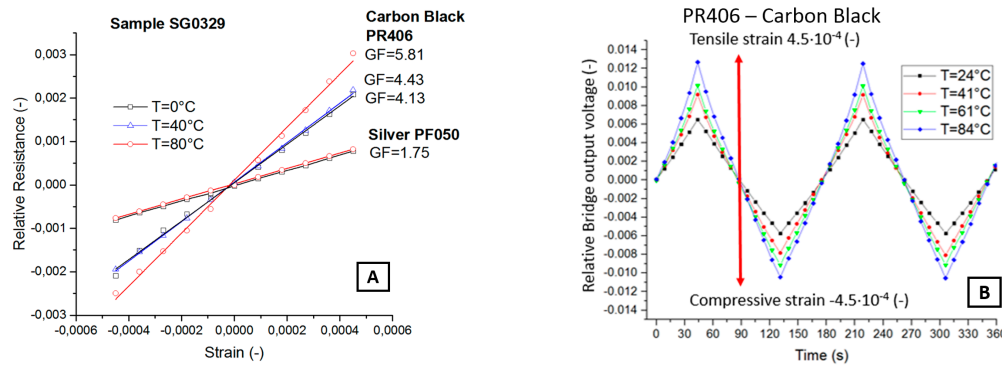 Sample SG0329
Carbon Black
PR406
GF=5.81
GF=4.43
GF=4.13
Silver PF050
GF=1.75
T=0°C
T=40°C
T=80°C
0,003
0,002
0,001
0,000
-0,001
-0,002
-0,003
Relative Resistance (-)
-0,0006 -0,0004 -0,0002 0,0000 0,0002 0,0004 0,0006
Strain (-)
A
PR406 – Carbon Black
Tensile strain 4.5·10⁻⁴ (-)
T=24°C
T=41°C
T=61°C
T=84°C
0.014
0.012
0.010
0.008
0.006
0.004
0.002
0.000
-0.002
-0.004
-0.006
-0.008
-0.010
-0.012
-0.014
Relative Bridge output voltage (-)
Compressive strain -4.5·10⁻⁴ (-)
0 30 60 90 120 150 180 210 240 270 300 330 360
Time (s)
B